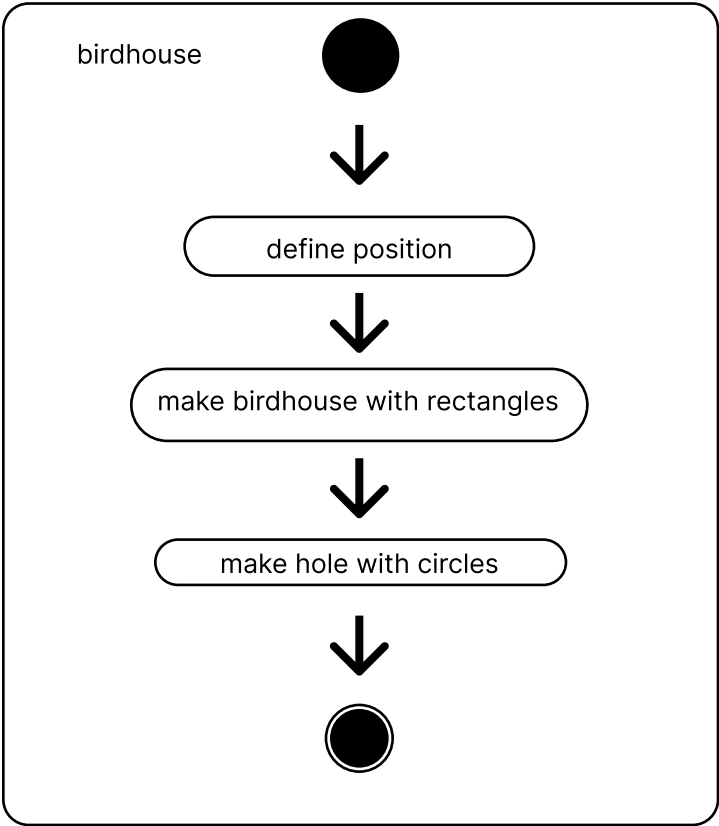 birdhouse
define position
make birdhouse with rectangles
make hole with circles